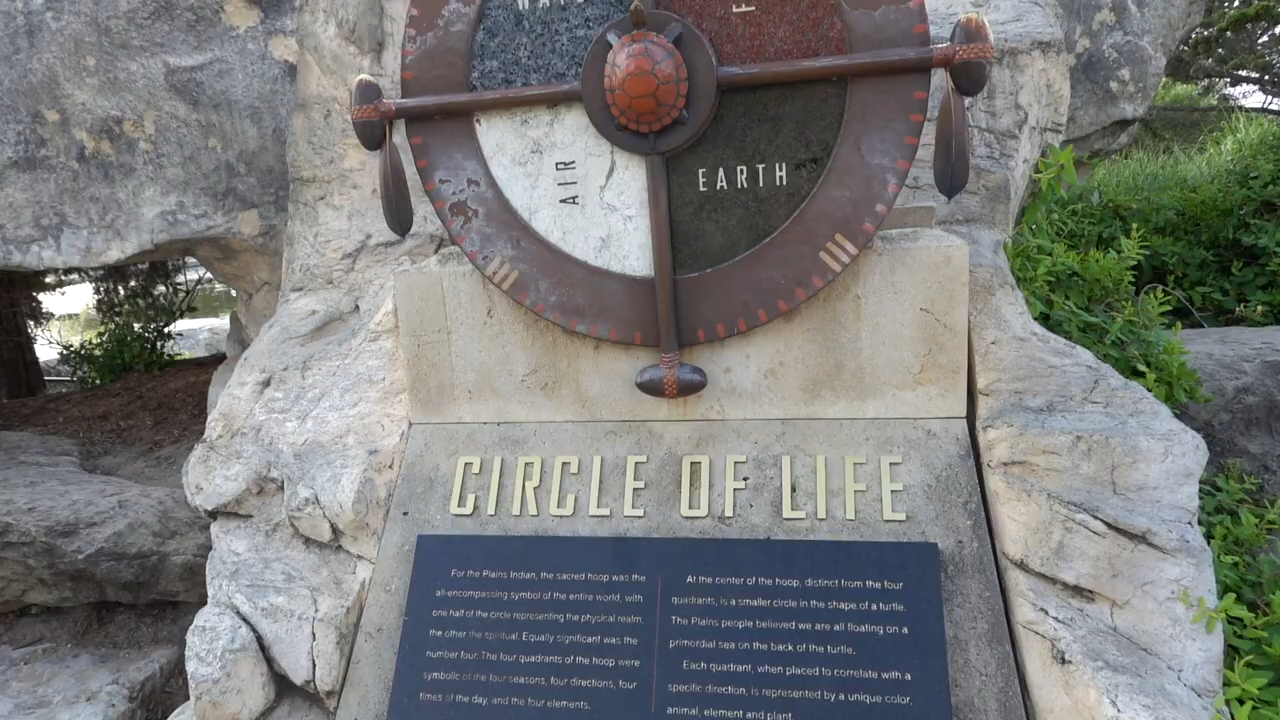 AIR
EARTH
CIRCLE OF LIFE
For the Plains Indian, the sacred hoop was the
all-encompassing symbol of the entire world, with
one half of the circle representing the physical realm,
the other the spiritual. Equally significant was the
number four. The four quadrants of the hoop were
symbolic of the four seasons, four directions, four
times of the day, and the four elements.
At the center of the hoop, distinct from the four
quadrants, is a smaller circle in the shape of a turtle.
The Plains people believed we are all floating on a
primordial sea on the back of the turtle.
Each quadrant, when placed to correlate with a
specific direction, is represented by a unique color,
animal, element and plant.